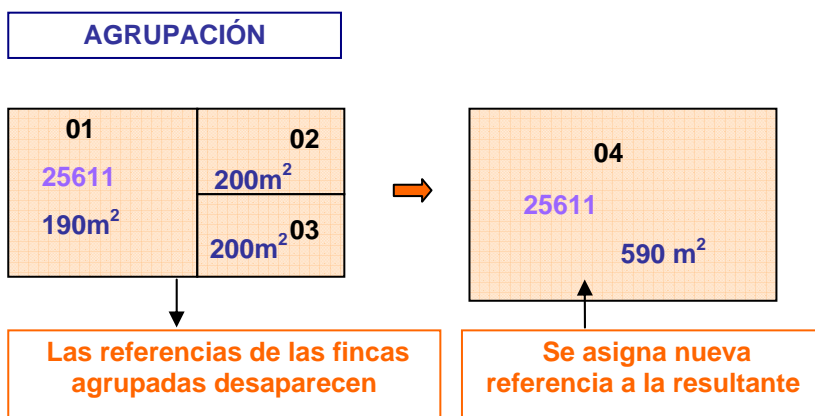 AGRUPACIÓN
01
25611
190m²
02
200m²
200m² 03
04
25611
590 m²
Las referencias de las fincas
agrupadas desaparecen
Se asigna nueva
referencia a la resultante